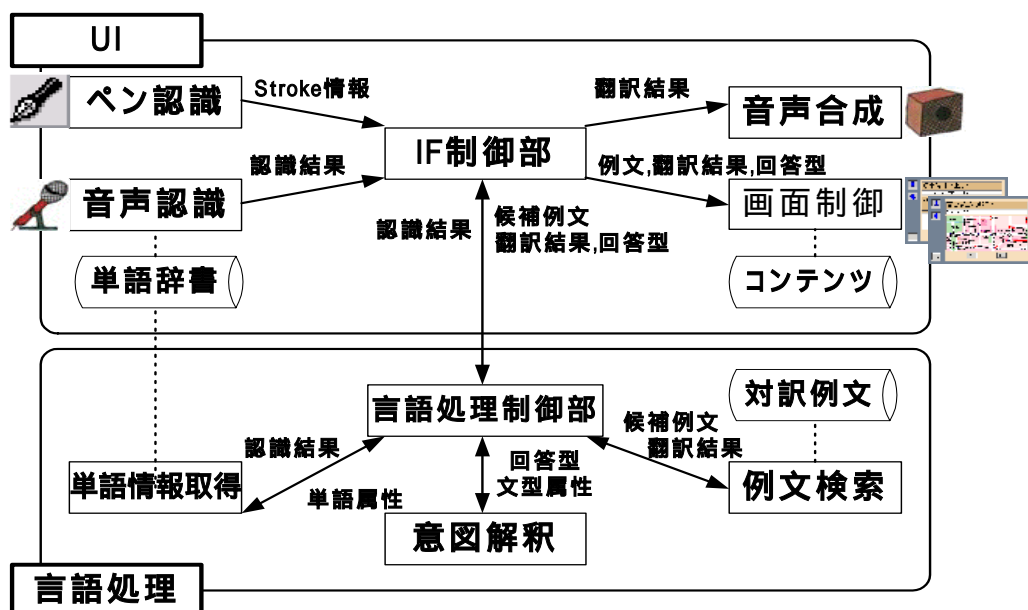 UI
ペン認識
Stroke情報
翻訳結果
音声合成
IF制御部
認識結果
例文,翻訳結果,回答型
音声認識
画面制御
認識結果
候補例文
翻訳結果,回答型
単語辞書
コンテンツ
対訳例文
言語処理制御部
候補例文
翻訳結果
認識結果
回答型
文型属性
単語情報取得
単語属性
例文検索
意図解釈
言語処理